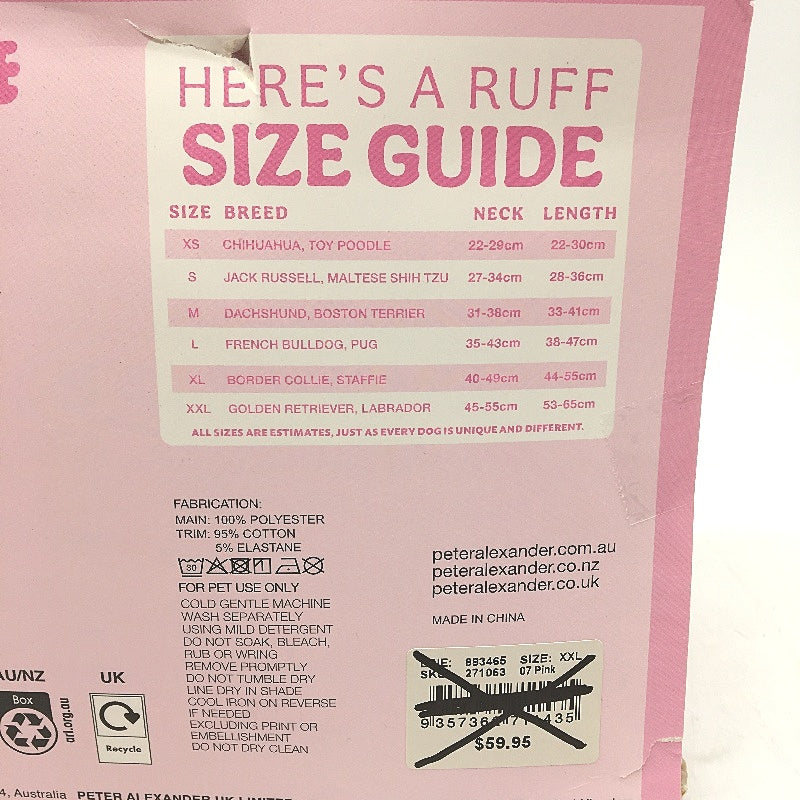 HERE'S A RUFF
SIZE GUIDE
SIZE BREED NECK LENGTH
XS CHIHUAHUA, TOY POODLE 22-29cm 22-30cm
S JACK RUSSELL, MALTESE SHIH TZU 27-34cm 28-36cm
M DACHSHUND, BOSTON TERRIER 31-38cm 33-41cm
L FRENCH BULLDOG, PUG 35-43cm 38-47cm
XL BORDER COLLIE, STAFFIE 40-49cm 44-55cm
XXL GOLDEN RETRIEVER, LABRADOR 45-55cm 53-65cm
ALL SIZES ARE ESTIMATES, JUST AS EVERY DOG IS UNIQUE AND DIFFERENT.
FABRICATION:
MAIN: 100% POLYESTER
TRIM: 95% COTTON
5% ELASTANE
30
FOR PET USE ONLY
COLD GENTLE MACHINE
WASH SEPARATELY
USING MILD DETERGENT
DO NOT SOAK, BLEACH,
RUB OR WRING
REMOVE PROMPTLY
DO NOT TUMBLE DRY
LINE DRY IN SHADE
COOL IRON ON REVERSE
IF NEEDED
EXCLUDING PRINT OR
EMBELLISHMENT
DO NOT DRY CLEAN
peteralexander.com.au
peteralexander.co.nz
peteralexander.co.uk
MADE IN CHINA
893465 SIZE: XXL
271063 07 Pink
$59.95
AU/NZ
Box
arl.org.au
UK
Recycle
4, Australia PETER ALEXANDER UK LIMITED